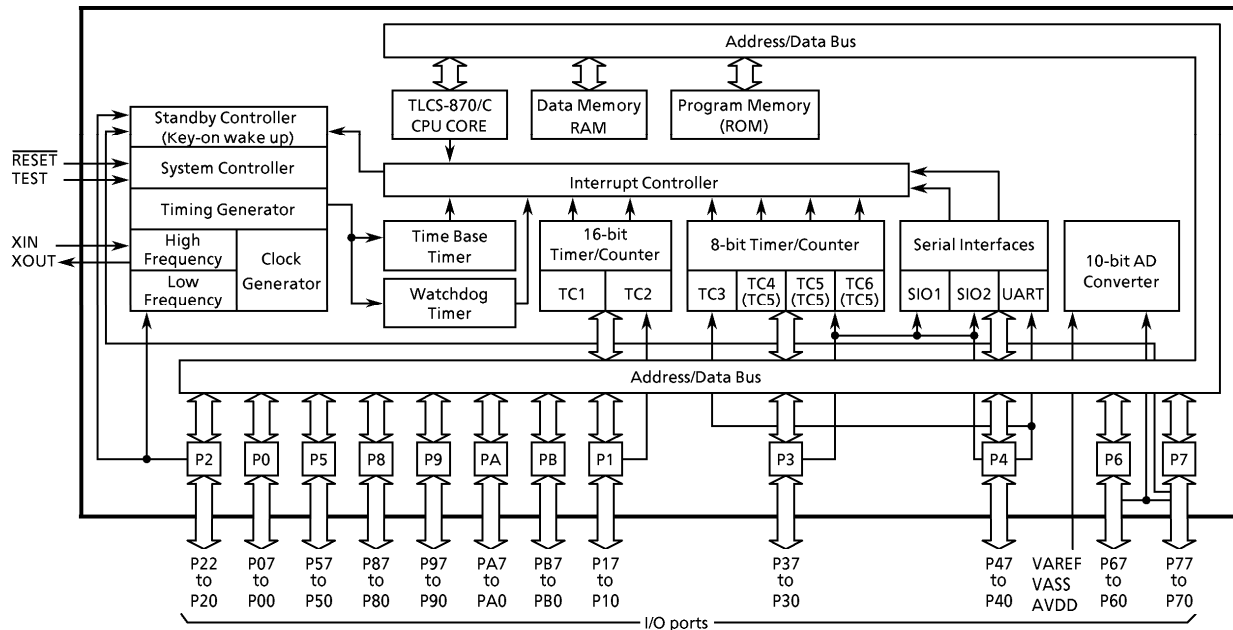 Address/Data Bus
TLCS-870/C
CPU CORE
Data Memory
RAM
Program Memory
(ROM)
Standby Controller
(Key-on wake up)
RESET
TEST
System Controller
Interrupt Controller
Timing Generator
XIN
XOUT
High
Frequency
Low
Frequency
Clock
Generator
Time Base
Timer
Watchdog
Timer
16-bit
Timer/Counter
TC1
TC2
8-bit Timer/Counter
TC3
TC4
(TC5)
TC5
(TC5)
TC6
(TC5)
Serial Interfaces
SIO1
SIO2
UART
10-bit AD
Converter
Address/Data Bus
P2
P0
P5
P8
P9
PA
PB
P1
P3
P4
P6
P7
P22
to
P20
P07
to
P00
P57
to
P50
P87
to
P80
P97
to
P90
PA7
to
PA0
PB7
to
PB0
P17
to
P10
P37
to
P30
P47
to
P40
VAREF
VASS
AVDD
P67
to
P60
P77
to
P70
I/O ports